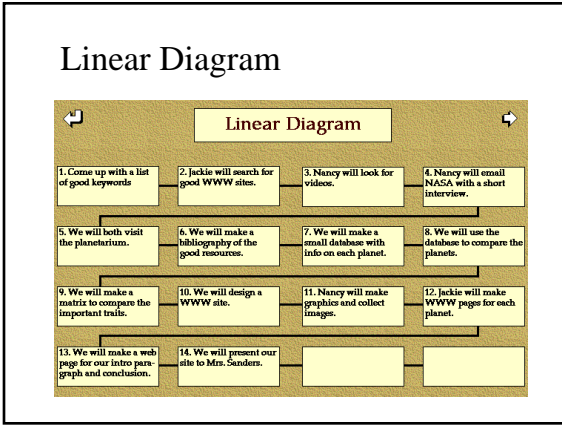 Linear Diagram
Linear Diagram
1. Come up with a list
of good keywords
2. Jackie will search for
good WWW sites.
3. Nancy will look for
videos.
4. Nancy will email
NASA with a short
interview.
5. We will both visit
the planetarium.
6. We will make a
bibliography of the
good resources.
7. We will make a
small database with
info on each planet.
8. We will use the
database to compare the
planets.
9. We will make a
matrix to compare the
important traits.
10. We will design a
WWW site.
11. Nancy will make
graphics and collect
images.
12. Jackie will make
WWW pages for each
planet.
13. We will make a web
page for our intro para-
graph and conclusion.
14. We will present our
site to Mrs. Sanders.